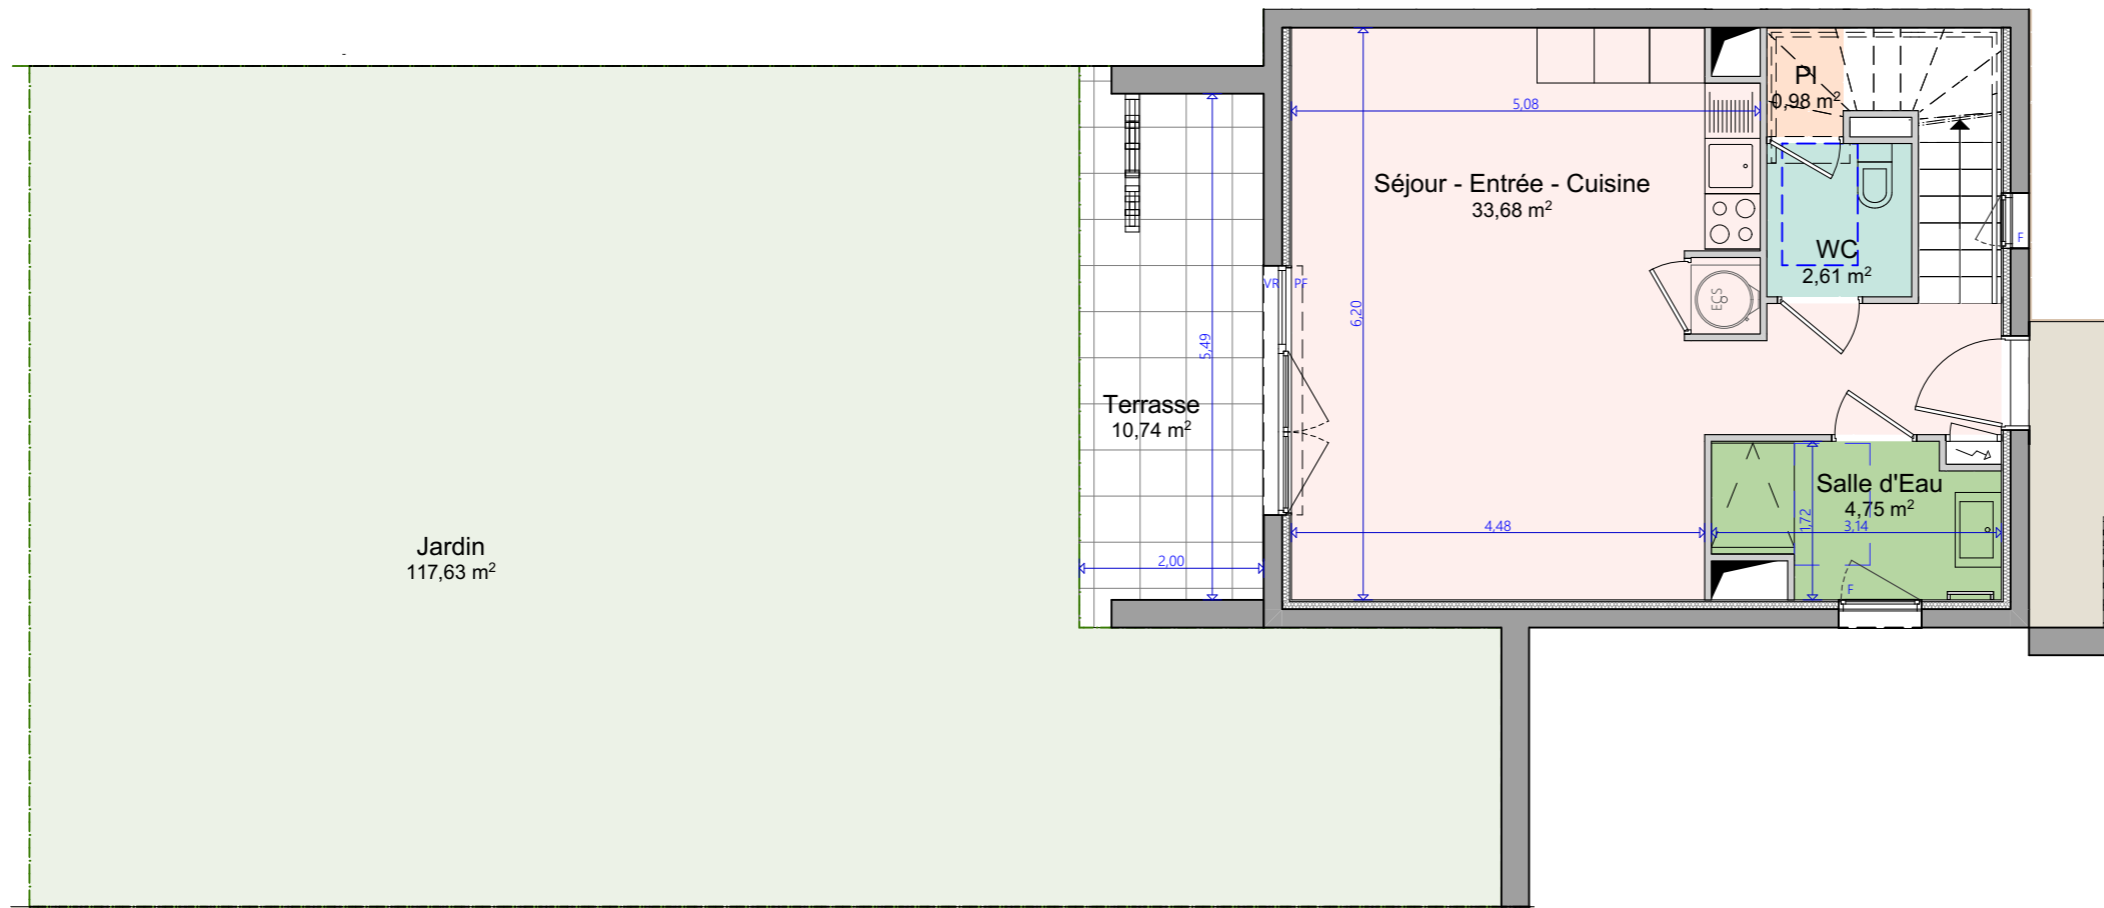 Pl
0,98 m²
5,08
Séjour - Entrée - Cuisine
33,68 m²
WC
2,61 m²
F
VR
PF
ECS
6,20
5,49
Terrasse
10,74 m²
Salle d'Eau
4,75 m²
4,48
1,72
3,14
Jardin
117,63 m²
2,00
F